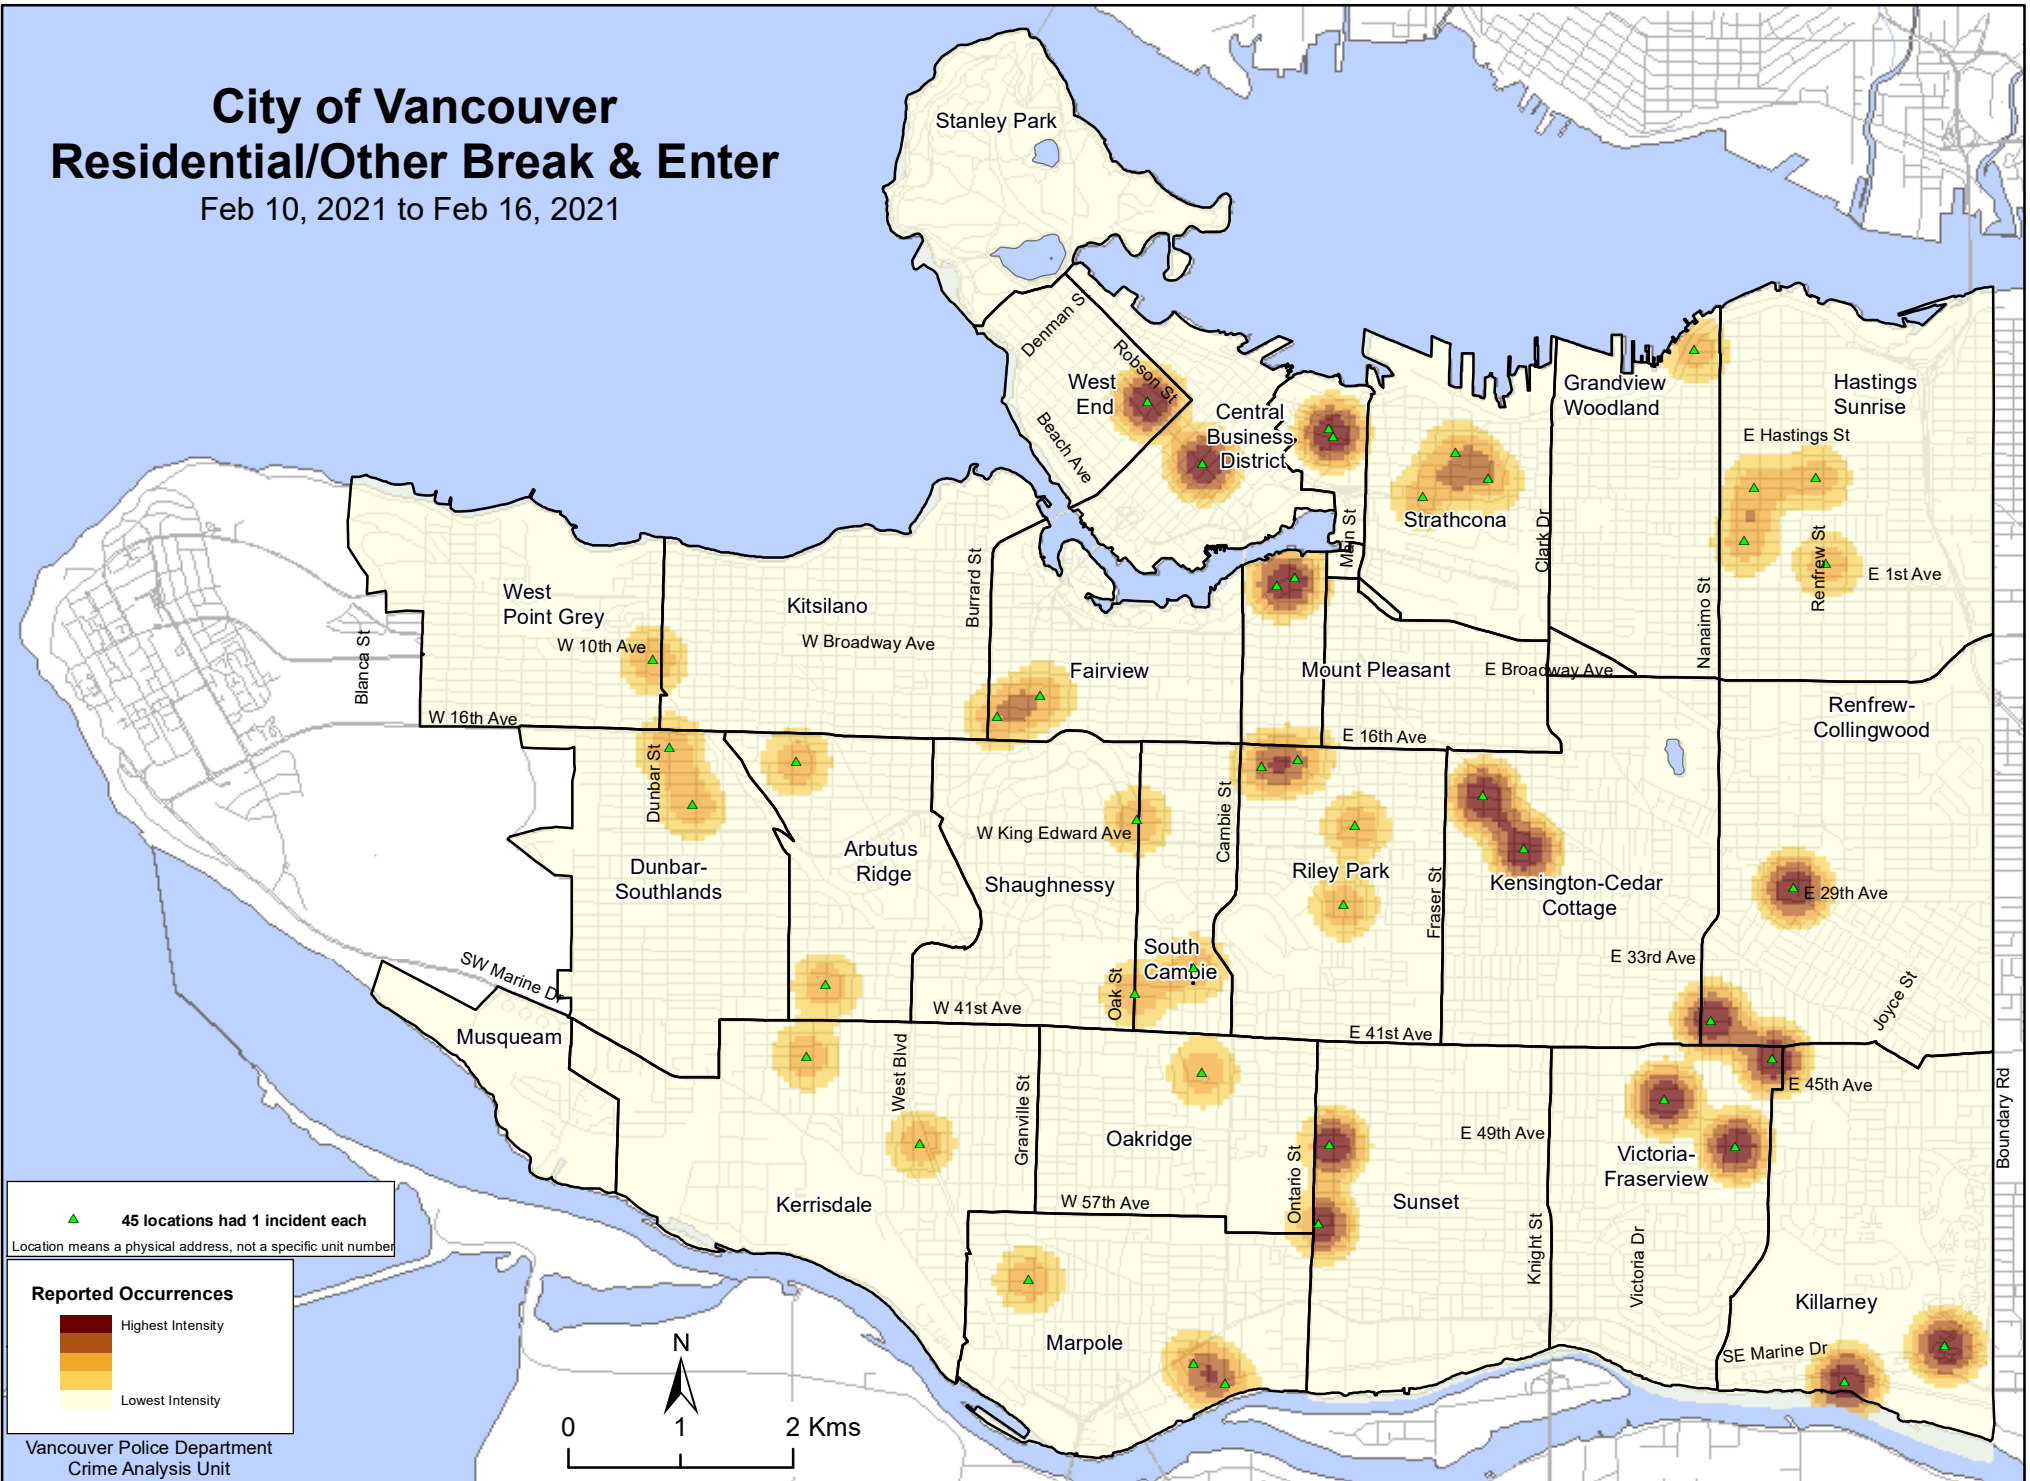 City of Vancouver
Residential/Other Break & Enter
Feb 10, 2021 to Feb 16, 2021
Stanley Park
Denman S
Robson St
West
End
Beach Ave
Central
Business
District
Grandview
Woodland
Hastings
Sunrise
E Hastings St
Strathcona
Main St
Clark Dr
Nanaimo St
Renfrew St
E 1st Ave
West
Point Grey
W 10th Ave
Blanca St
W 16th Ave
Kitsilano
W Broadway Ave
Burrard St
Fairview
Mount Pleasant
E Broadway Ave
E 16th Ave
Renfrew-
Collingwood
Dunbar St
Dunbar-
Southlands
Arbutus
Ridge
W King Edward Ave
Shaughnessy
Cambie St
Riley Park
Fraser St
Kensington-Cedar
Cottage
E 29th Ave
E 33rd Ave
South
Cambie
Oak St
W 41st Ave
E 41st Ave
Joyce St
SW Marine Dr
Musqueam
West Blvd
Granville St
Oakridge
Ontario St
E 49th Ave
E 45th Ave
Boundary Rd
Victoria-
Fraserview
Kerrisdale
W 57th Ave
Sunset
Knight St
Victoria Dr
Killarney
SE Marine Dr
Marpole
45 locations had 1 incident each
Location means a physical address, not a specific unit number
Reported Occurrences
Highest Intensity
Lowest Intensity
Vancouver Police Department
Crime Analysis Unit
N
0 1 2 Kms